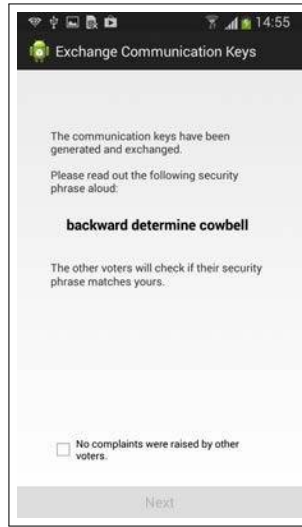 14:55
Exchange Communication Keys
The communication keys have been
generated and exchanged.
Please read out the following security
phrase aloud:
backward determine cowbell
The other voters will check if their security
phrase matches yours.
No complaints were raised by other
voters.
Next